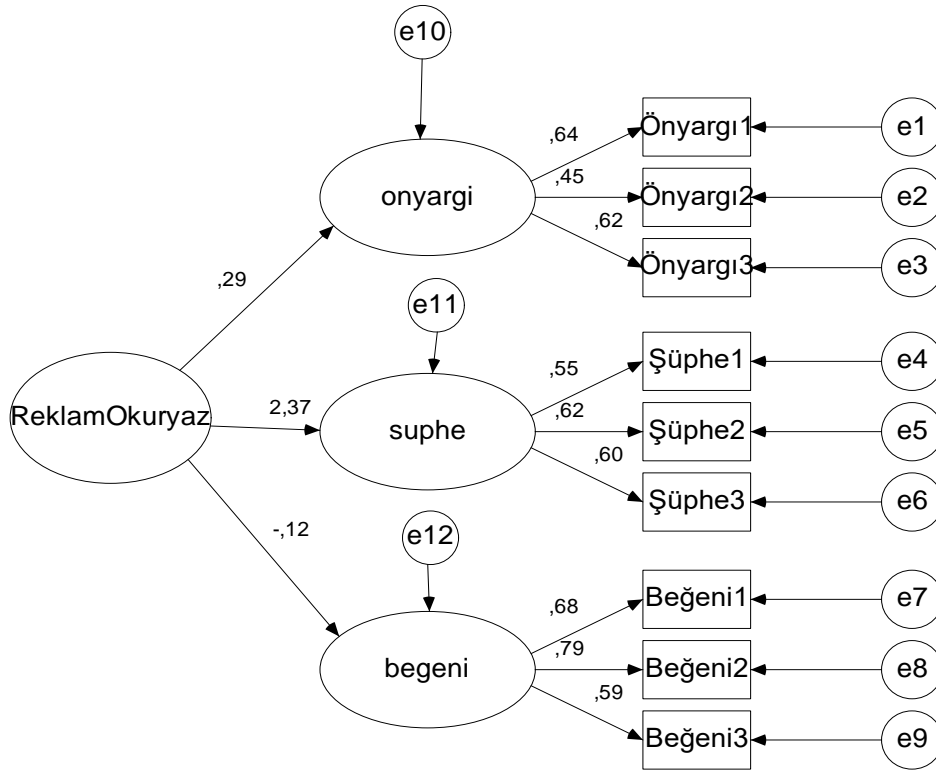 e10
Önyargı1
e1
,64
onyargi
,45
Önyargı2
e2
,62
Önyargı3
e3
,29
e11
Şüphe1
e4
,55
ReklamOkuryaz
2,37
suphe
,62
Şüphe2
e5
,60
Şüphe3
e6
-,12
e12
Beğeni1
e7
,68
begeni
,79
Beğeni2
e8
,59
Beğeni3
e9